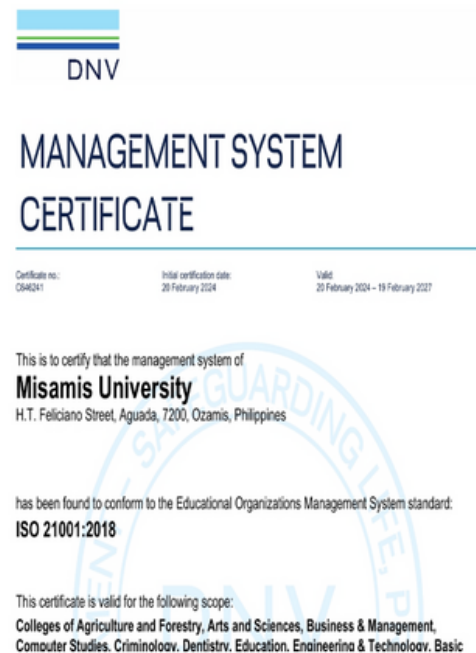 DNV
MANAGEMENT SYSTEM
CERTIFICATE
Certificate no.:
C646241
Initial certification date:
20 February 2024
Valid:
20 February 2024 – 19 February 2027
This is to certify that the management system of
Misamis University
H.T. Feliciano Street, Aguada, 7200, Ozamis, Philippines
has been found to conform to the Educational Organizations Management System standard:
ISO 21001:2018
This certificate is valid for the following scope:
Colleges of Agriculture and Forestry, Arts and Sciences, Business & Management,
Computer Studies, Criminology, Dentistry, Education, Engineering & Technology, Basic
SAFEGUARDING LIFE, P
DNV